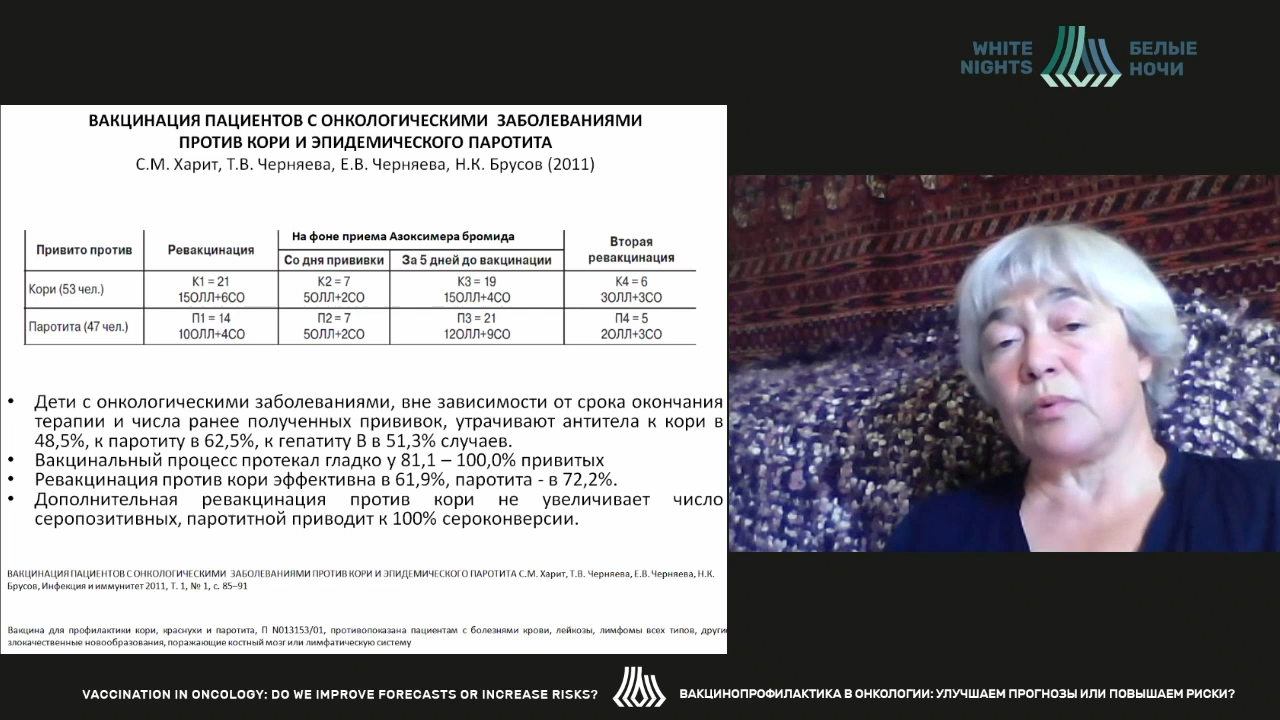 WHITE
NIGHTS
БЕЛЫЕ
НОЧИ
ВАКЦИНАЦИЯ ПАЦИЕНТОВ С ОНКОЛОГИЧЕСКИМИ ЗАБОЛЕВАНИЯМИ
ПРОТИВ КОРИ И ЭПИДЕМИЧЕСКОГО ПАРОТИТА
С.М. Харит, Т.В. Черняева, Е.В. Черняева, Н.К. Брусов (2011)
Привито против
Ревакцинация
На фоне приема Азоксимера бромида
Со дня прививки
За 5 дней до вакцинации
Вторая
ревакцинация
Кори (53 чел.)
К1 = 21
15ОЛЛ+6СО
К2 = 7
5ОЛЛ+2СО
К3 = 19
15ОЛЛ+4СО
К4 = 6
3ОЛЛ+3СО
Паротита (47 чел.)
П1 = 14
10ОЛЛ+4СО
П2 = 7
5ОЛЛ+2СО
П3 = 21
12ОЛЛ+9СО
П4 = 5
2ОЛЛ+3СО
• Дети с онкологическими заболеваниями, вне зависимости от срока окончания
терапии и числа ранее полученных прививок, утрачивают антитела к кори в
48,5%, к паротиту в 62,5%, к гепатиту В в 51,3% случаев.
• Вакцинальный процесс протекал гладко у 81,1 – 100,0% привитых
• Ревакцинация против кори эффективна в 61,9%, паротита - в 72,2%.
• Дополнительная ревакцинация против кори не увеличивает число
серопозитивных, паротитной приводит к 100% сероконверсии.
ВАКЦИНАЦИЯ ПАЦИЕНТОВ С ОНКОЛОГИЧЕСКИМИ ЗАБОЛЕВАНИЯМИ ПРОТИВ КОРИ И ЭПИДЕМИЧЕСКОГО ПАРОТИТА С.М. Харит, Т.В. Черняева, Е.В. Черняева, Н.К.
Брусов, Инфекция и иммунитет 2011, Т. 1, № 1, с. 85–91
Вакцина для профилактики кори, краснухи и паротита, П N013153/01, противопоказана пациентам с болезнями крови, лейкозы, лимфомы всех типов, други
злокачественные новообразования, поражающие костный мозг или лимфатическую систему
VACCINATION IN ONCOLOGY: DO WE IMPROVE FORECASTS OR INCREASE RISKS?
ВАКЦИНОПРОФИЛАКТИКА В ОНКОЛОГИИ: УЛУЧШАЕМ ПРОГНОЗЫ ИЛИ ПОВЫШАЕМ РИСКИ?